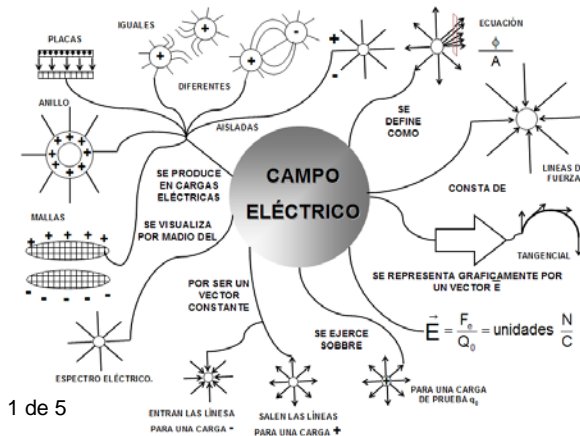 PLACAS
IGUALES
ECUACIÓN
ϕ
A
DIFERENTES
ANILLO
AISLADAS
SE
DEFINE
COMO
CAMPO
ELÉCTRICO
SE PRODUCE
EN CARGAS
ELÉCTRICAS
LINEAS DE
FUERZA
CONSTA DE
MALLAS
SE VISUALIZA
POR MADIO DEL
TANGENCIAL
POR SER UN
VECTOR
CONSTANTE
SE REPRESENTA GRAFICAMENTE POR
UN VECTOR E
SE EJERCE
SOBBRE
E = Fe / Q0 = unidades N / C
ESPECTRO ELÉCTRICO.
ENTRAN LAS LÍNESA
PARA UNA CARGA -
SALEN LAS LÍNEAS
PARA UNA CARGA +
PARA UNA CARGA
DE PRUEBA q0
1 de 5